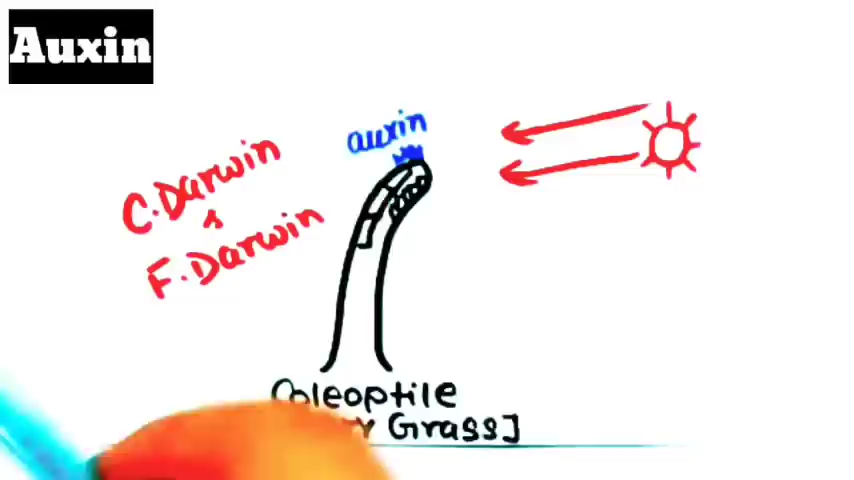 Auxin
auxin
C. Darwin
F. Darwin
Coleoptile
Grass]